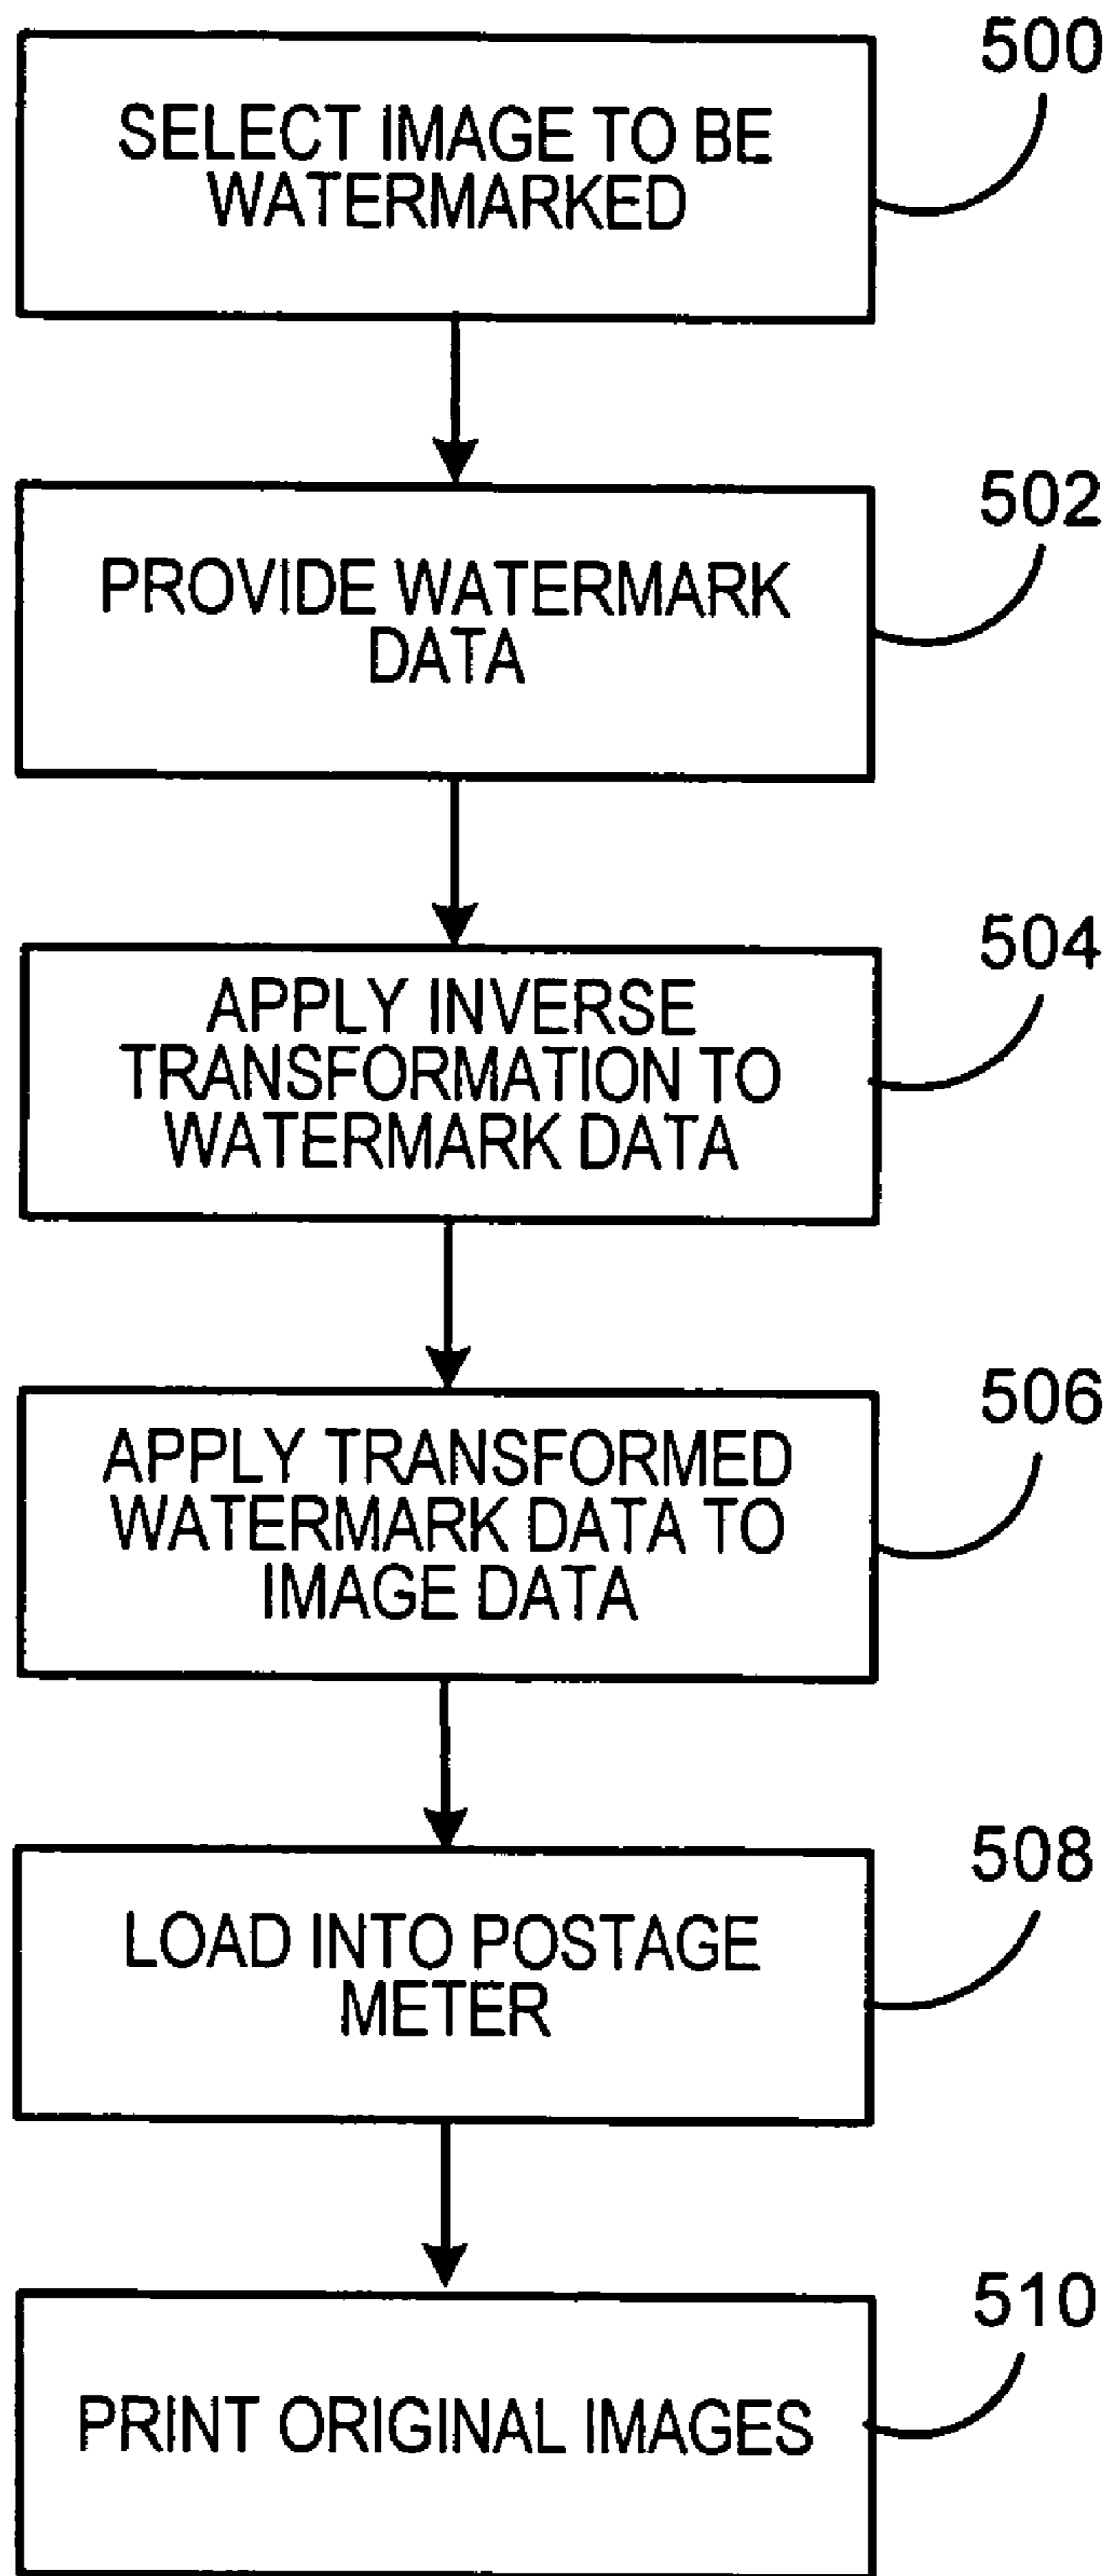 500
SELECT IMAGE TO BE
WATERMARKED
502
PROVIDE WATERMARK
DATA
504
APPLY INVERSE
TRANSFORMATION TO
WATERMARK DATA
506
APPLY TRANSFORMED
WATERMARK DATA TO
IMAGE DATA
508
LOAD INTO POSTAGE
METER
510
PRINT ORIGINAL IMAGES